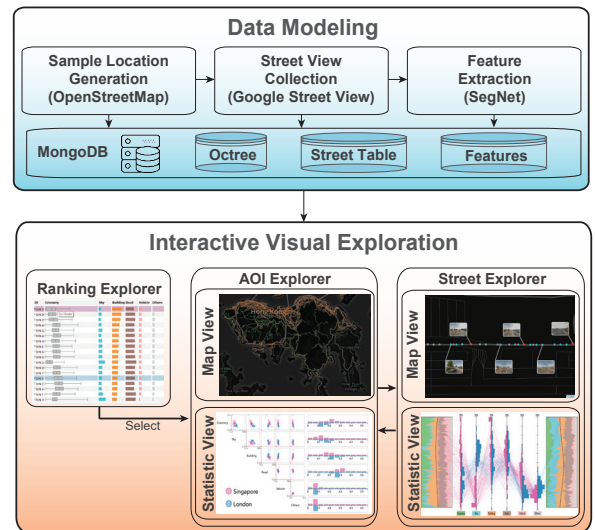 Data Modeling
Sample Location
Generation
(OpenStreetMap)
Street View
Collection
(Google Street View)
Feature
Extraction
(SegNet)
MongoDB
Octree
Street Table
Features
Interactive Visual Exploration
Ranking Explorer
Select
AOI Explorer
Map View
Statistic View
Singapore
London
Street Explorer
Map View
Statistic View